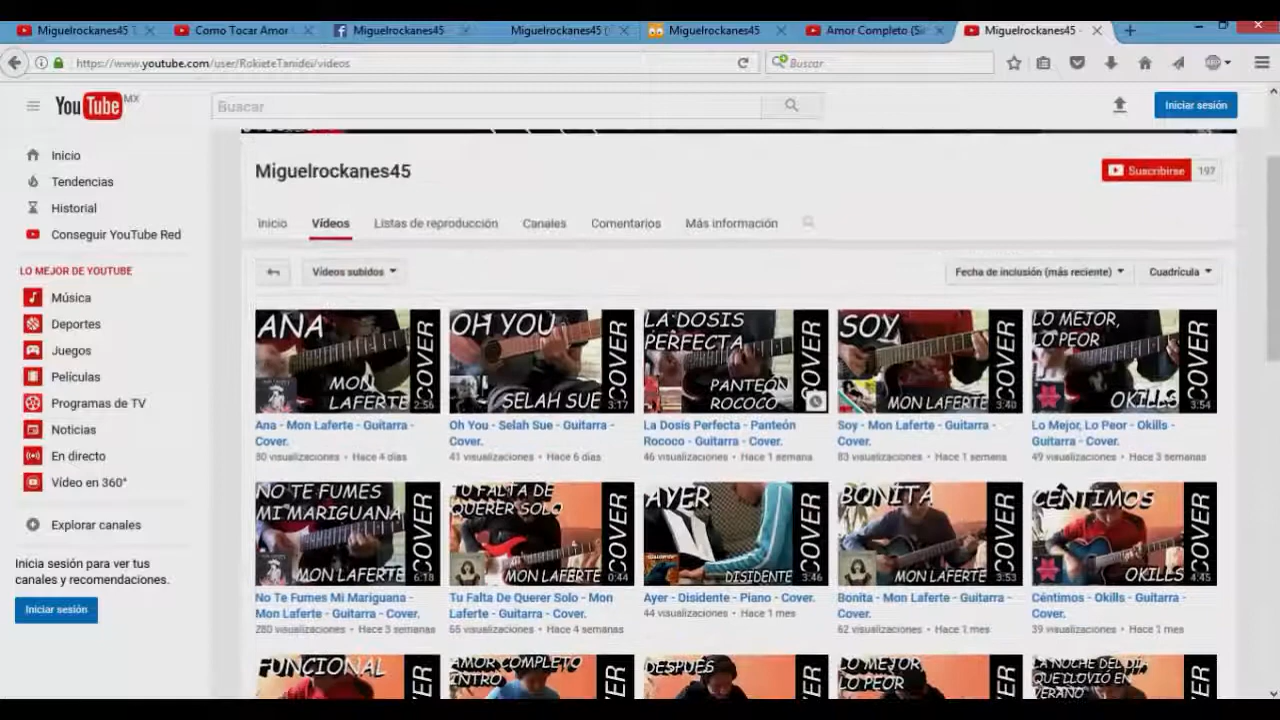 Miguelrockanes45
Como Tocar Amor
Miguelrockanes45
Miguelrockanes45
Miguelrockanes45
Amor Completo
Miguelrockanes45 -
https://www.youtube.com/user/RokieteTanidei/videos
Buscar
YouTube MX
Buscar
Iniciar sesión
Inicio
Tendencias
Historial
Conseguir YouTube Red
LO MEJOR DE YOUTUBE
Música
Deportes
Juegos
Películas
Programas de TV
Noticias
En directo
Vídeo en 360°
Explorar canales
Inicia sesión para ver tus
canales y recomendaciones.
Iniciar sesión
Miguelrockanes45
Suscribirse 197
Inicio Vídeos Listas de reproducción Canales Comentarios Más información
Vídeos subidos
Fecha de inclusión (más reciente)
Cuadrícula
ANA
MON
LAFERTE
COVER
2:56
Ana - Mon Laferte - Guitarra -
Cover.
30 visualizaciones • Hace 4 días
OH YOU
SELAH SUE
COVER
3:17
Oh You - Selah Sue - Guitarra -
Cover.
41 visualizaciones • Hace 6 días
LA DOSIS
PERFECTA
PANTEÓN
ROCOCO
COVER
La Dosis Perfecta - Panteón
Rococo - Guitarra - Cover.
46 visualizaciones • Hace 1 semana
SOY
MON LAFERTE
COVER
3:40
Soy - Mon Laferte - Guitarra -
Cover.
83 visualizaciones • Hace 1 semana
LO MEJOR,
LO PEOR
OKILLS
COVER
3:54
Lo Mejor, Lo Peor - Okills -
Guitarra - Cover.
49 visualizaciones • Hace 3 semanas
NO TE FUMES
MI MARIGUANA
MON LAFERTE
COVER
6:18
No Te Fumes Mi Mariguana -
Mon Laferte - Guitarra - Cover.
280 visualizaciones • Hace 3 semanas
TU FALTA DE
QUERER SOLO
MON LAFERTE
COVER
0:44
Tu Falta De Querer Solo - Mon
Laferte - Guitarra - Cover.
55 visualizaciones • Hace 4 semanas
AYER
DISIDENTE
COVER
3:46
Ayer - Disidente - Piano - Cover.
44 visualizaciones • Hace 1 mes
BONITA
MON LAFERTE
COVER
3:53
Bonita - Mon Laferte - Guitarra -
Cover.
62 visualizaciones • Hace 1 mes
CÉNTIMOS
OKILLS
COVER
4:45
Céntimos - Okills - Guitarra -
Cover.
39 visualizaciones • Hace 1 mes
FUNCIONAL
COVER
AMOR COMPLETO
INTRO
COVER
DESPUÉS
COVER
LO MEJOR,
LO PEOR
COVER
LA NOCHE DEL DÍA
QUE LLOVIÓ EN
VERANO
COVER